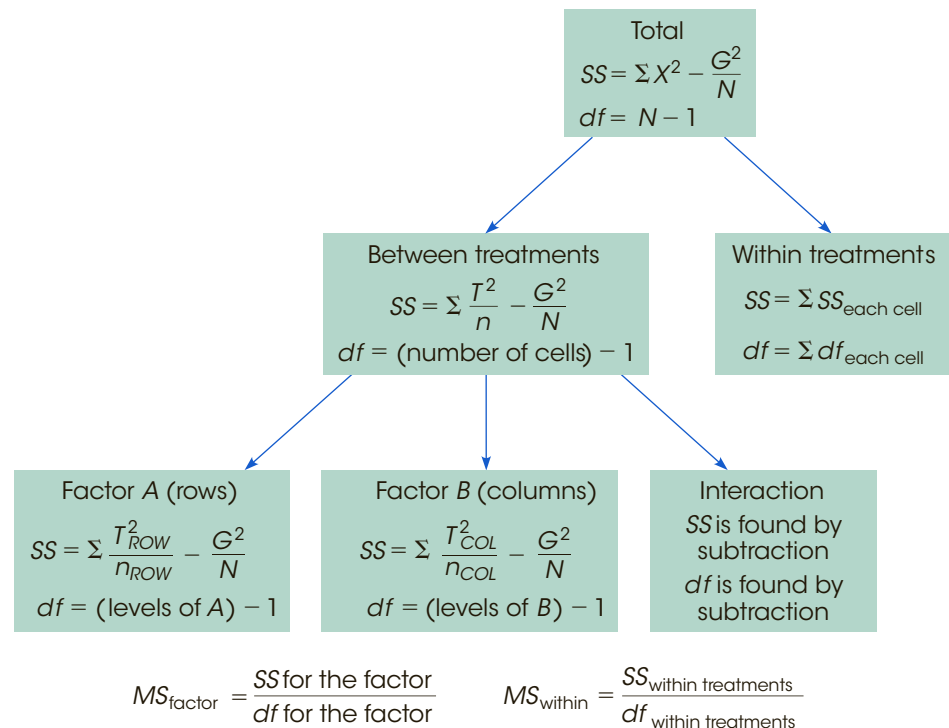 Total
SS = Σ X² − G²/N
df = N − 1
Between treatments
SS = Σ T²/n − G²/N
df = (number of cells) − 1
Within treatments
SS = Σ SS_each cell
df = Σ df_each cell
Factor A (rows)
SS = Σ T²_ROW/n_ROW − G²/N
df = (levels of A) − 1
Factor B (columns)
SS = Σ T²_COL/n_COL − G²/N
df = (levels of B) − 1
Interaction
SS is found by
subtraction
df is found by
subtraction
MS_factor = SS for the factor/df for the factor
MS_within = SS_within treatments/df_within treatments